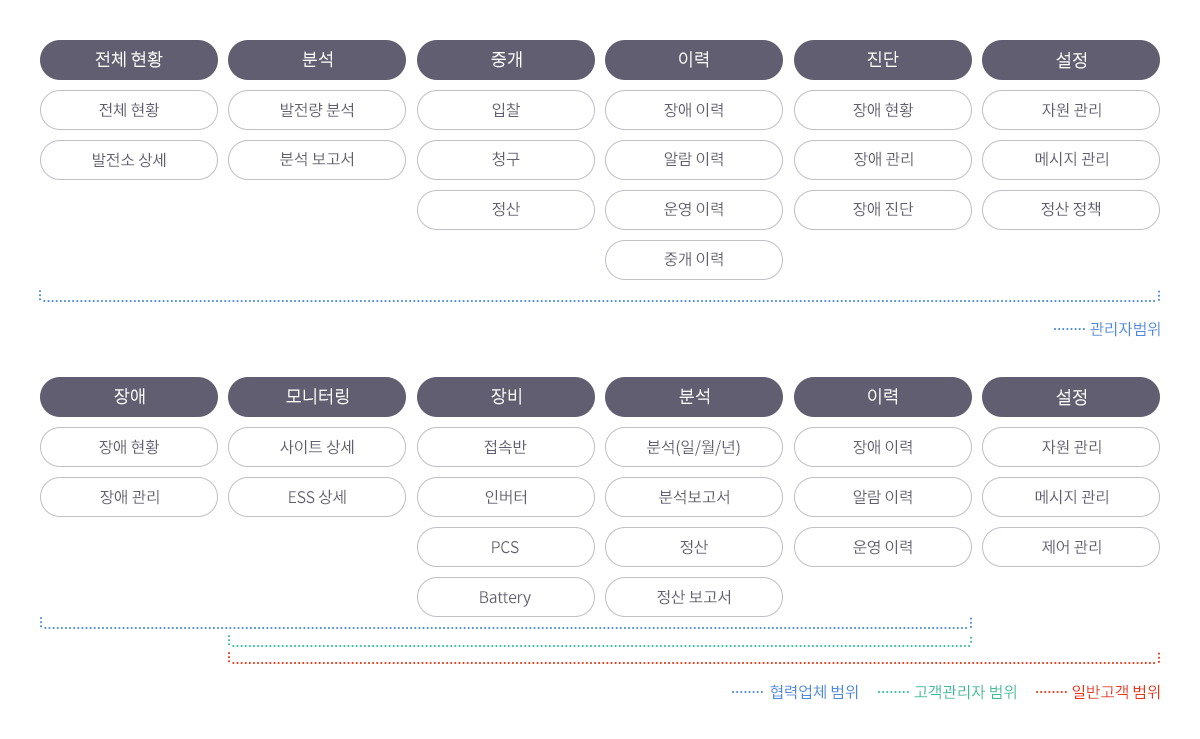 전체 현황 분석 중개 이력 진단 설정
전체 현황 발전량 분석 입찰 장애 이력 장애 현황 자원 관리
발전소 상세 분석 보고서 청구 알람 이력 장애 관리 메시지 관리
정산 운영 이력 장애 진단 정산 정책
중개 이력
관리자범위
장애 모니터링 장비 분석 이력 설정
장애 현황 사이트 상세 접속반 분석(일/월/년) 장애 이력 자원 관리
장애 관리 ESS 상세 인버터 분석보고서 알람 이력 메시지 관리
PCS 정산 운영 이력 제어 관리
Battery 정산 보고서
협력업체 범위 고객관리자 범위 일반고객 범위